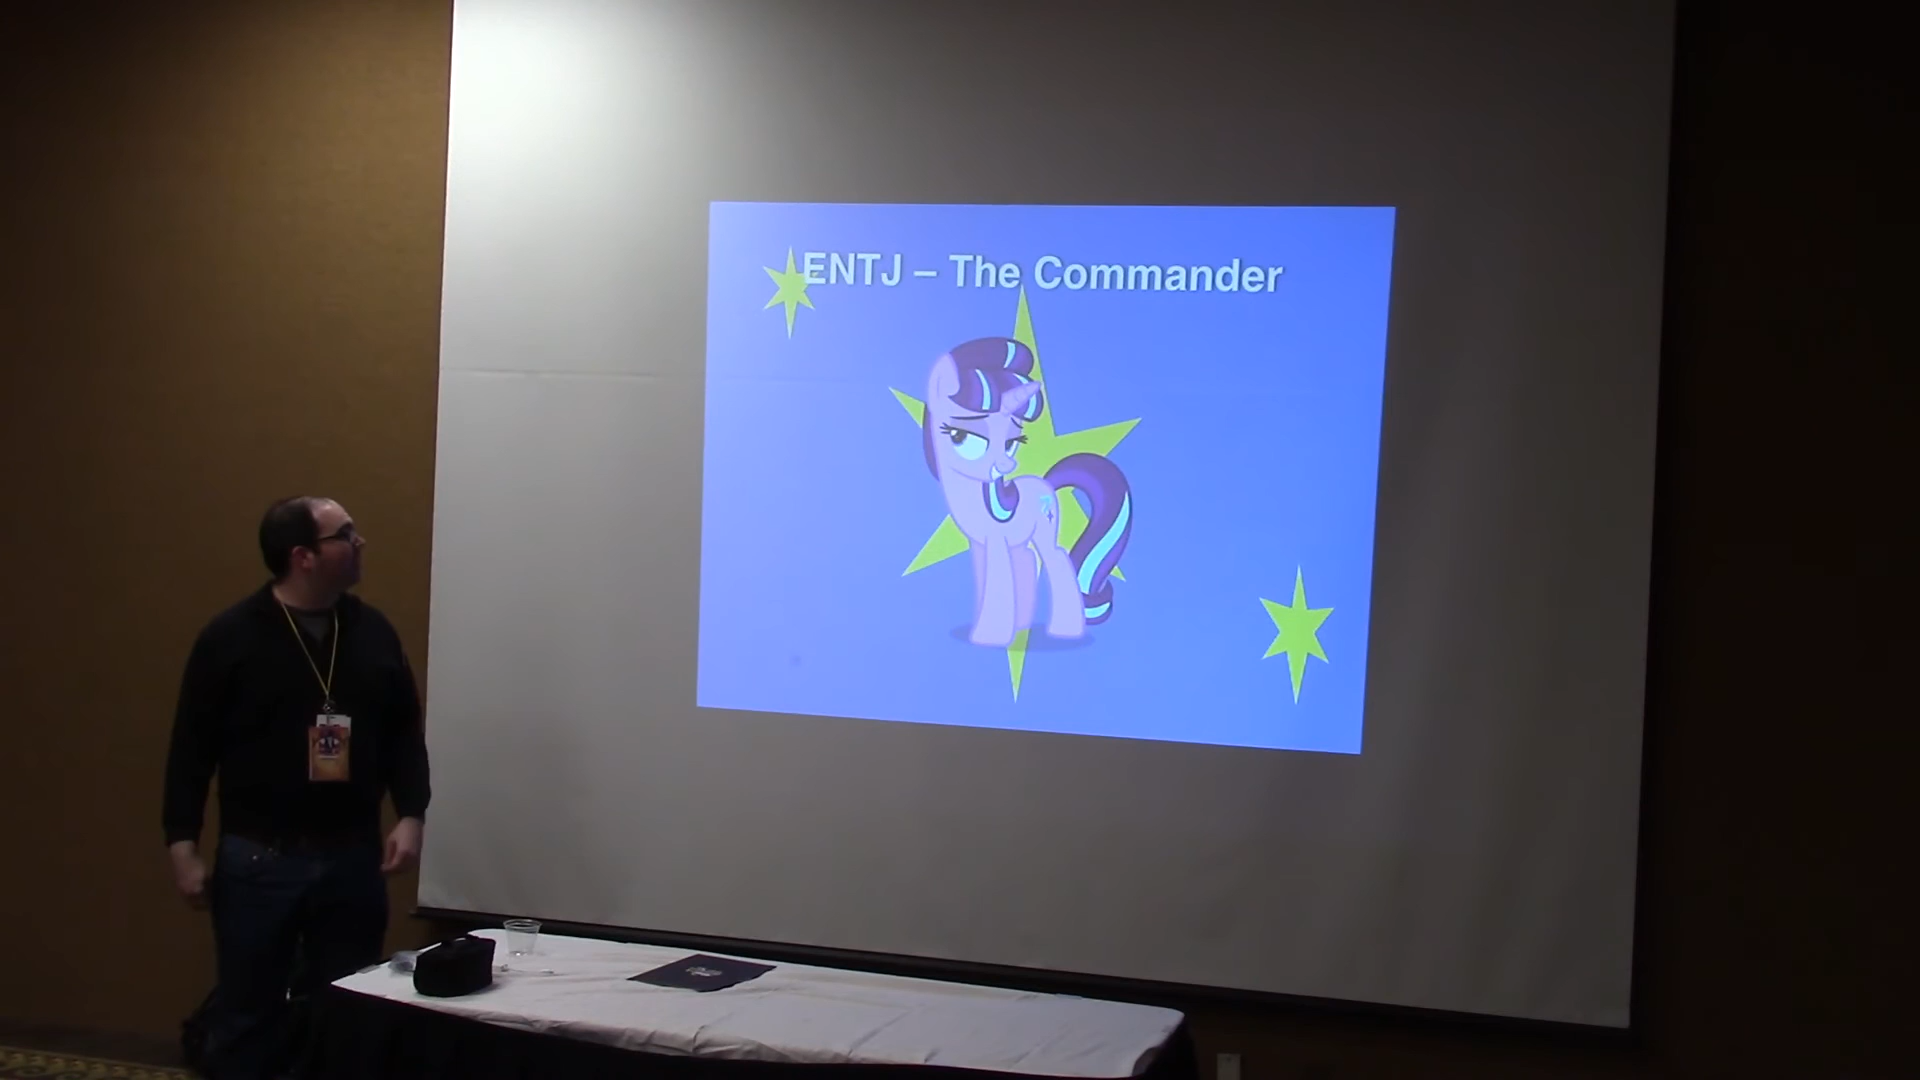 ENTJ – The Commander